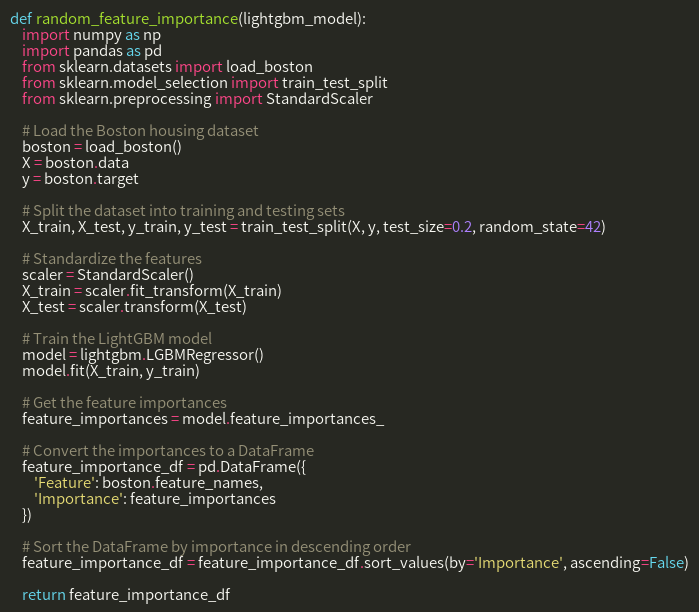 def random_feature_importance(lightgbm_model):
    import numpy as np
    import pandas as pd
    from sklearn.datasets import load_boston
    from sklearn.model_selection import train_test_split
    from sklearn.preprocessing import StandardScaler

    # Load the Boston housing dataset
    boston = load_boston()
    X = boston.data
    y = boston.target

    # Split the dataset into training and testing sets
    X_train, X_test, y_train, y_test = train_test_split(X, y, test_size=0.2, random_state=42)

    # Standardize the features
    scaler = StandardScaler()
    X_train = scaler.fit_transform(X_train)
    X_test = scaler.transform(X_test)

    # Train the LightGBM model
    model = lightgbm.LGBMRegressor()
    model.fit(X_train, y_train)

    # Get the feature importances
    feature_importances = model.feature_importances_

    # Convert the importances to a DataFrame
    feature_importance_df = pd.DataFrame({
        'Feature': boston.feature_names,
        'Importance': feature_importances
    })

    # Sort the DataFrame by importance in descending order
    feature_importance_df = feature_importance_df.sort_values(by='Importance', ascending=False)

    return feature_importance_df